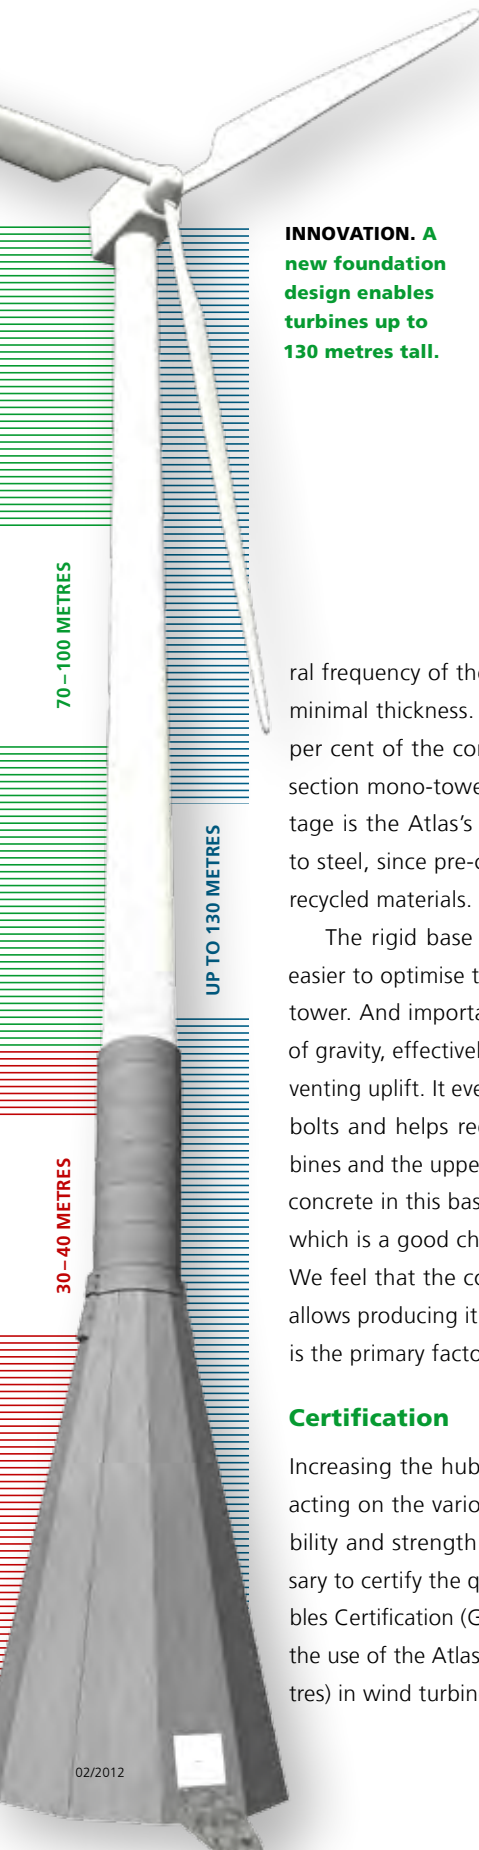 INNOVATION. A
new foundation
design enables
turbines up to
130 metres tall.
70–100 METRES
UP TO 130 METRES
30–40 METRES
ral frequency of the
minimal thickness.
per cent of the con
section mono-towe
tage is the Atlas’s
to steel, since pre-c
recycled materials.
The rigid base
easier to optimise t
tower. And importa
of gravity, effectivel
venting uplift. It eve
bolts and helps rec
bines and the uppe
concrete in this bas
which is a good ch
We feel that the co
allows producing it
is the primary facto
Certification
Increasing the hub
acting on the vario
bility and strength
sary to certify the q
bles Certification (G
the use of the Atlas
tres) in wind turbin
02/2012